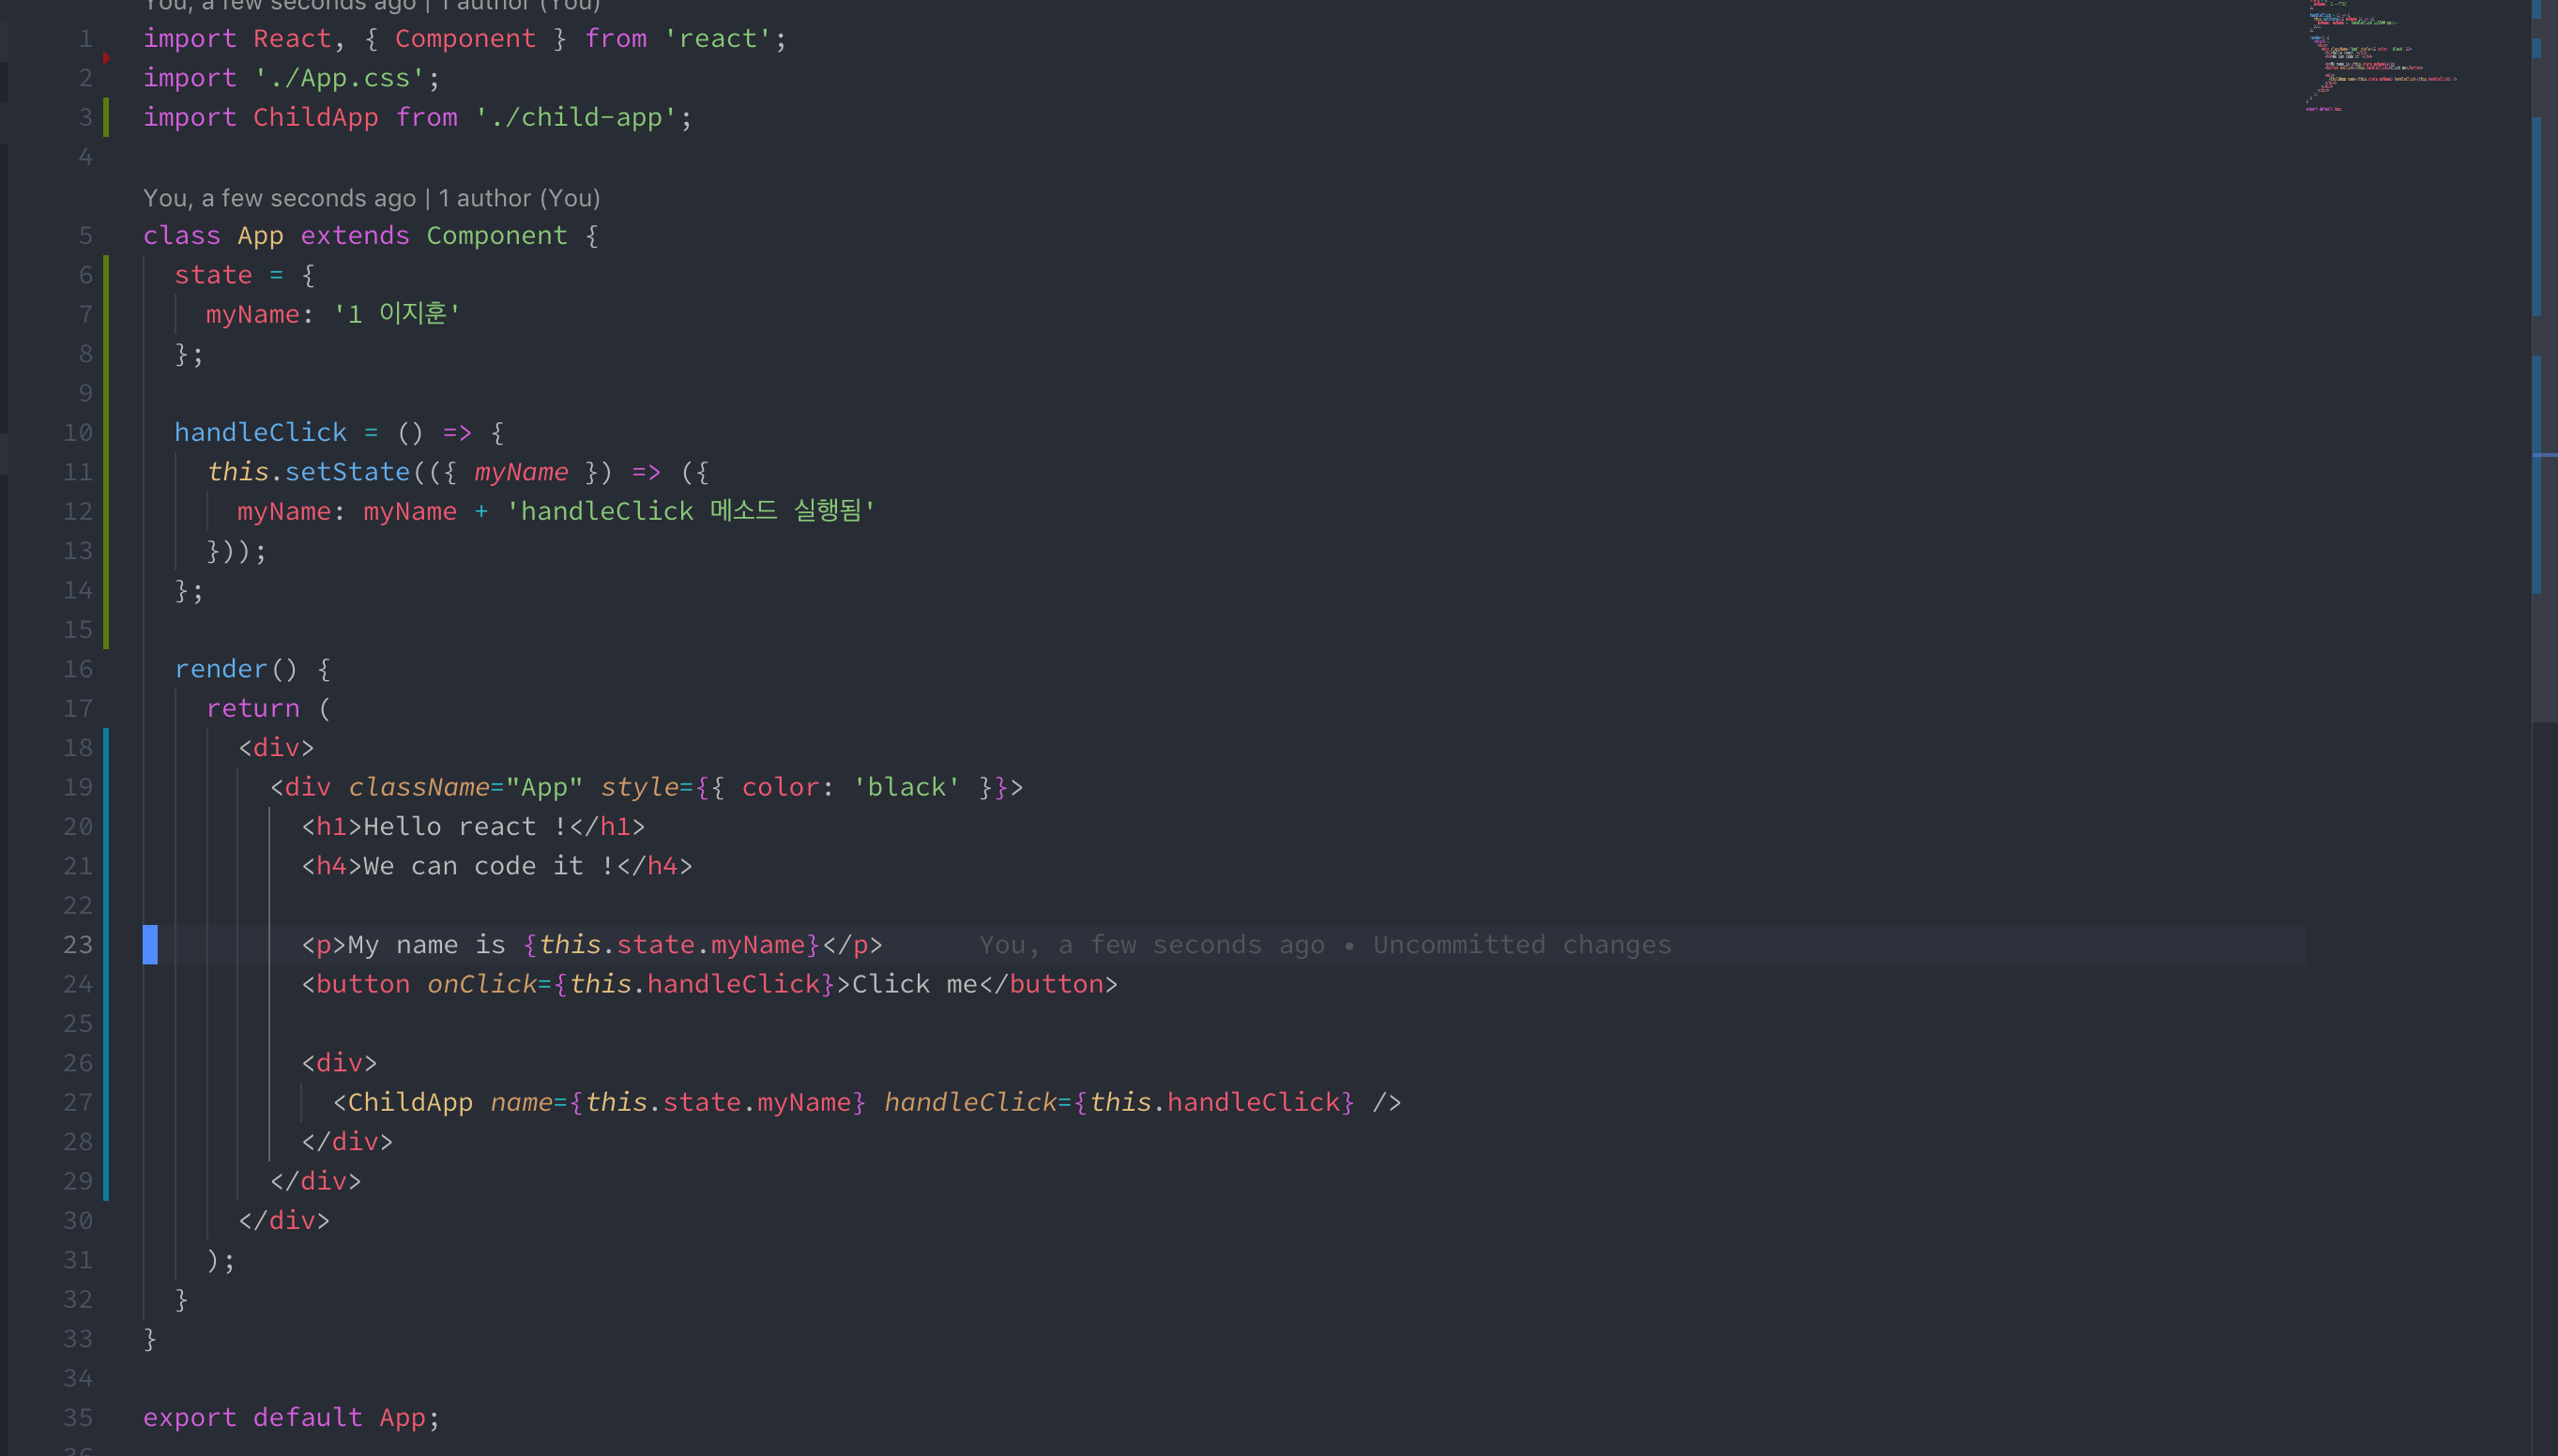 You, a few seconds ago | 1 author (You)
1 import React, { Component } from 'react';
2 import './App.css';
3 import ChildApp from './child-app';
4
You, a few seconds ago | 1 author (You)
5 class App extends Component {
6   state = {
7     myName: '1 이지훈'
8   };
9
10   handleClick = () => {
11     this.setState(({ myName }) => ({
12       myName: myName + 'handleClick 메소드 실행됨'
13     }));
14   };
15
16   render() {
17     return (
18       <div>
19         <div className="App" style={{ color: 'black' }}>
20           <h1>Hello react !</h1>
21           <h4>We can code it !</h4>
22
23           <p>My name is {this.state.myName}</p> You, a few seconds ago • Uncommitted changes
24           <button onClick={this.handleClick}>Click me</button>
25
26           <div>
27             <ChildApp name={this.state.myName} handleClick={this.handleClick} />
28           </div>
29         </div>
30       </div>
31     );
32   }
33 }
34
35 export default App;
36